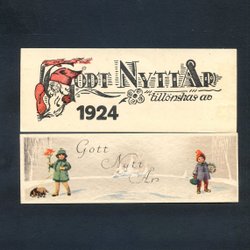 GODT NYTT ÅR
tillönskas av
1924
Gott
Nytt
År